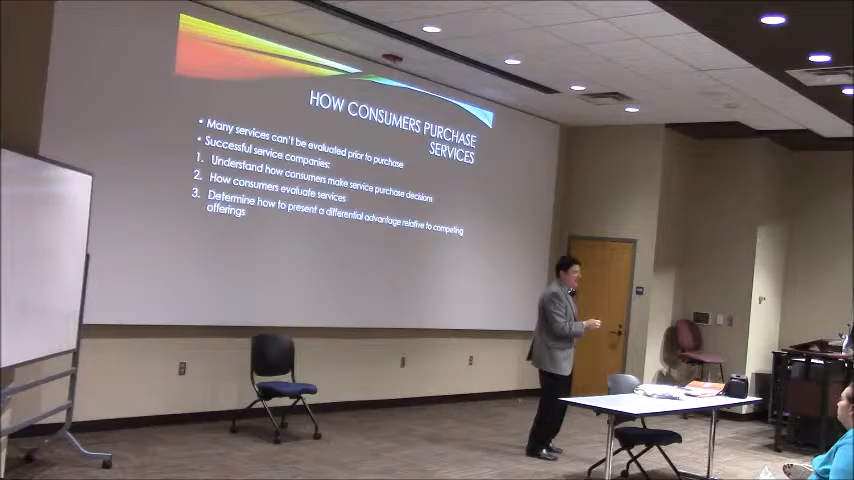 HOW CONSUMERS PURCHASE
SERVICES
• Many services can't be evaluated prior to purchase
• Successful service companies:
1. Understand how consumers make service purchase decisions
2. How consumers evaluate services
3. Determine how to present a differential advantage relative to competing
offerings